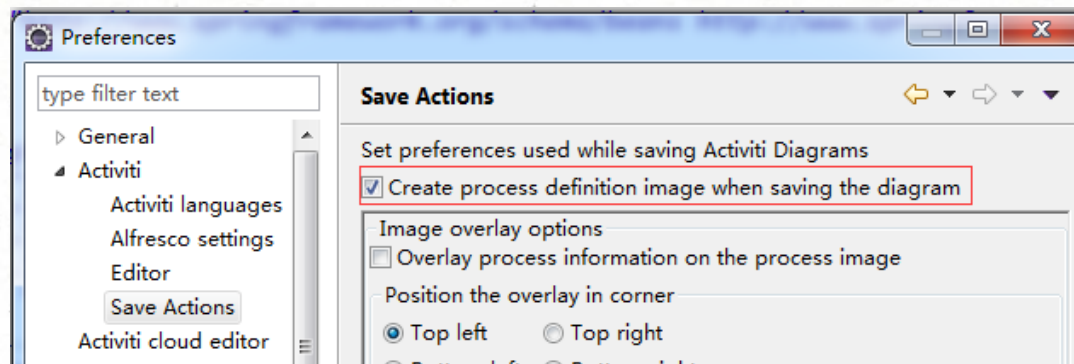 Preferences
type filter text
General
Activiti
Activiti languages
Alfresco settings
Editor
Save Actions
Activiti cloud editor
Save Actions
Set preferences used while saving Activiti Diagrams
Create process definition image when saving the diagram
Image overlay options
Overlay process information on the process image
Position the overlay in corner
Top left Top right